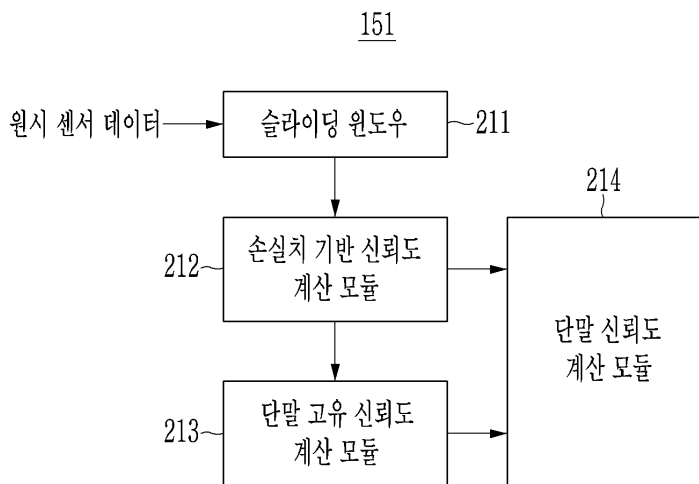 151
원시 센서 데이터
슬라이딩 윈도우
211
214
212
손실치 기반 신뢰도
계산 모듈
단말 신뢰도
계산 모듈
213
단말 고유 신뢰도
계산 모듈